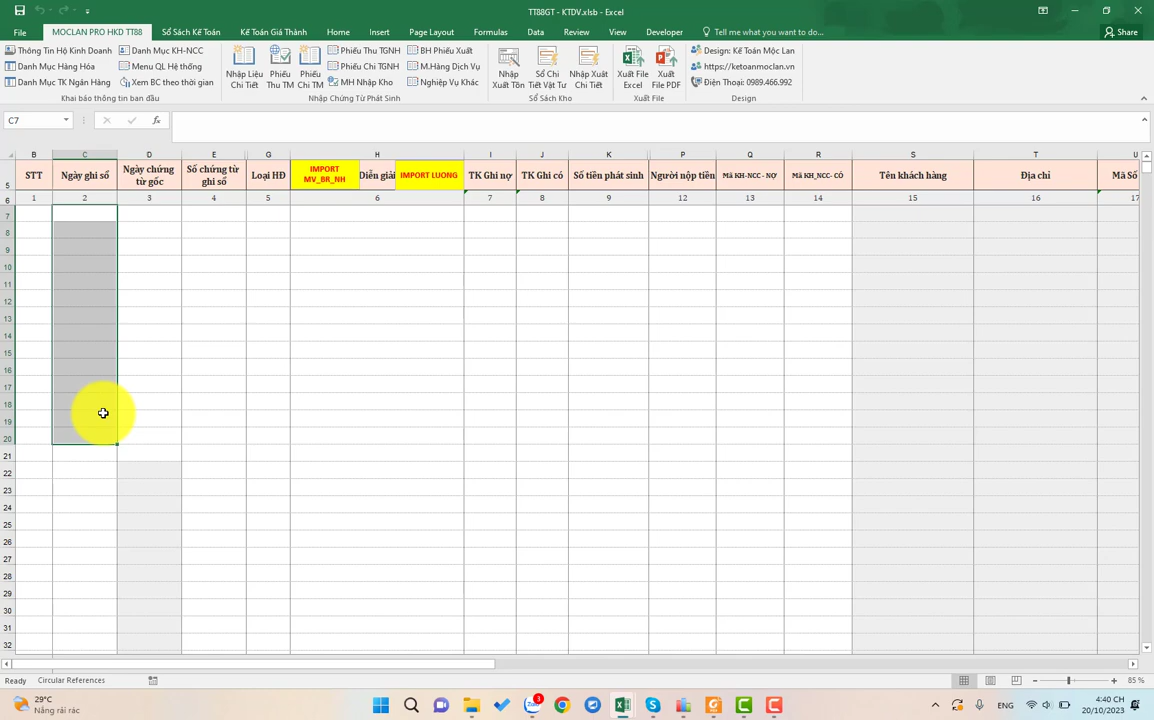 TT88GT - KTDV.xlsb - Excel
File
MOCLAN PRO HKD TT88
Sổ Sách Kế Toán
Kế Toán Giá Thành
Home
Insert
Page Layout
Formulas
Data
Review
View
Developer
Tell me what you want to do...
Share
Thông Tin Hộ Kinh Doanh
Danh Mục Hàng Hóa
Danh Mục TK Ngân Hàng
Danh Mục KH-NCC
Menu QL Hệ thống
Xem BC theo thời gian
Khai báo thông tin ban đầu
Nhập Liệu
Chi Tiết
Phiếu
Thu TM
Phiếu
Chi TM
Phiếu Thu TGNH
Phiếu Chi TGNH
MH Nhập Kho
BH Phiếu Xuất
M.Hàng Dịch Vụ
Nghiệp Vụ Khác
Nhập Chứng Từ Phát Sinh
Nhập
Xuất Tồn
Sổ Chi
Tiết Vật Tư
Nhập Xuất
Chi Tiết
Sổ Sách Kho
Xuất File
Excel
Xuất
File PDF
Xuất File
Design: Kế Toán Mộc Lan
https://ketoanmoclan.vn
Điện Thoại: 0989.466.992
Design
C7
fx
B C D E G H I J K P Q R S T U
5
STT
Ngày ghi sổ
Ngày chứng
từ gốc
Số chứng từ
ghi sổ
Loại HĐ
IMPORT
MV_BR_NH
Diễn giải
IMPORT LUONG
TK Ghi nợ
TK Ghi có
Số tiền phát sinh
Người nộp tiền
Mã KH-NCC - NỢ
Mã KH_NCC- CÓ
Tên khách hàng
Địa chỉ
Mã Số
6
1 2 3 4 5 6 7 8 9 12 13 14 15 16 17
7
8
9
10
11
12
13
14
15
16
17
18
19
20
21
22
23
24
25
26
27
28
29
30
31
32
Ready
Circular References
85 %
29°C
Nắng rải rác
3
ENG
4:40 CH
20/10/2023